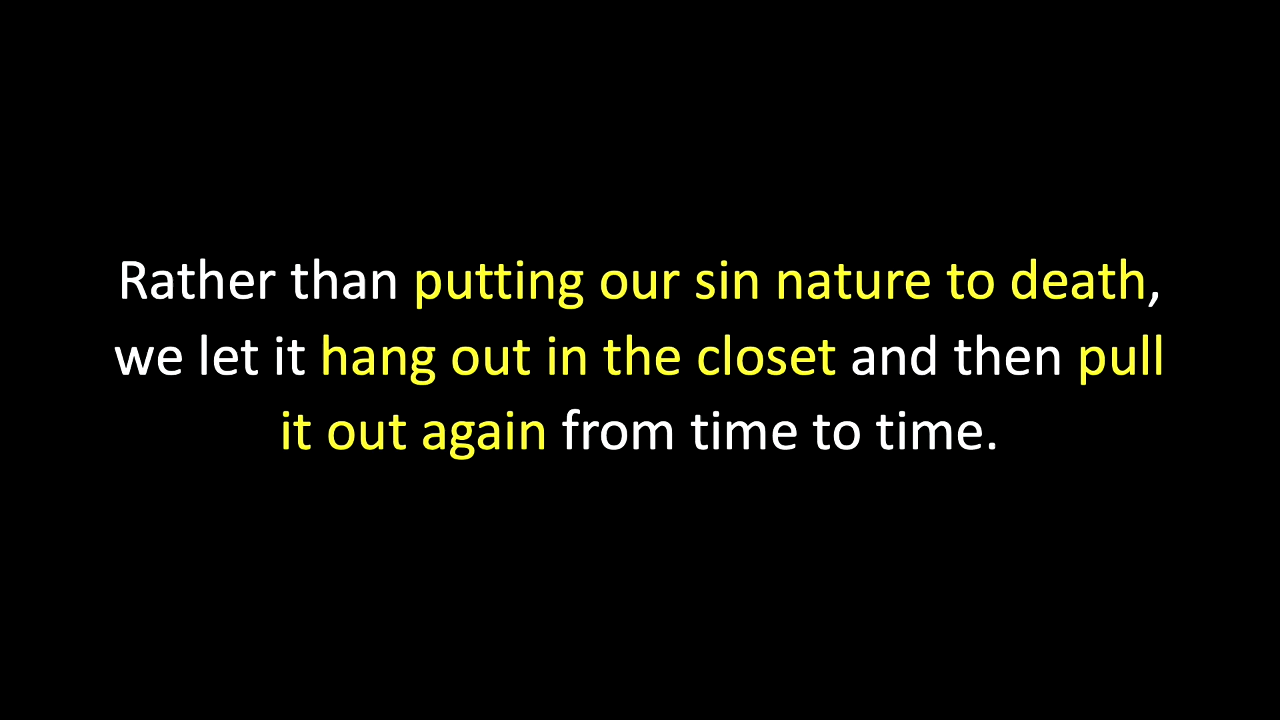 Rather than putting our sin nature to death,
we let it hang out in the closet and then pull
it out again from time to time.